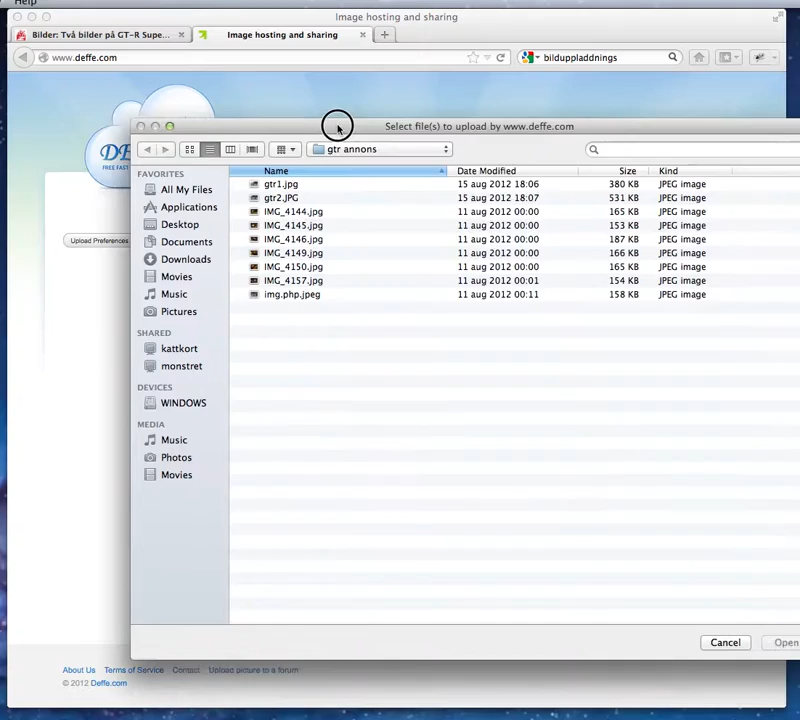 Help
Image hosting and sharing
Bilder: Två bilder på GT-R Supe...
Image hosting and sharing
www.deffe.com
bilduppladdnings
DE
FREE FAST
Select file(s) to upload by www.deffe.com
gtr annons
FAVORITES
All My Files
Applications
Desktop
Documents
Downloads
Movies
Music
Pictures
SHARED
kattkort
monstret
DEVICES
WINDOWS
MEDIA
Music
Photos
Movies
Name Date Modified Size Kind
gtr1.jpg 15 aug 2012 18:06 380 KB JPEG image
gtr2.JPG 15 aug 2012 18:07 531 KB JPEG image
IMG_4144.jpg 11 aug 2012 00:00 165 KB JPEG image
IMG_4145.jpg 11 aug 2012 00:00 153 KB JPEG image
IMG_4146.jpg 11 aug 2012 00:00 187 KB JPEG image
IMG_4149.jpg 11 aug 2012 00:00 166 KB JPEG image
IMG_4150.jpg 11 aug 2012 00:00 165 KB JPEG image
IMG_4157.jpg 11 aug 2012 00:01 154 KB JPEG image
img.php.jpeg 11 aug 2012 00:11 158 KB JPEG image
Upload Preferences
Cancel Open
About Us Terms of Service Contact Upload picture to a forum
© 2012 Deffe.com